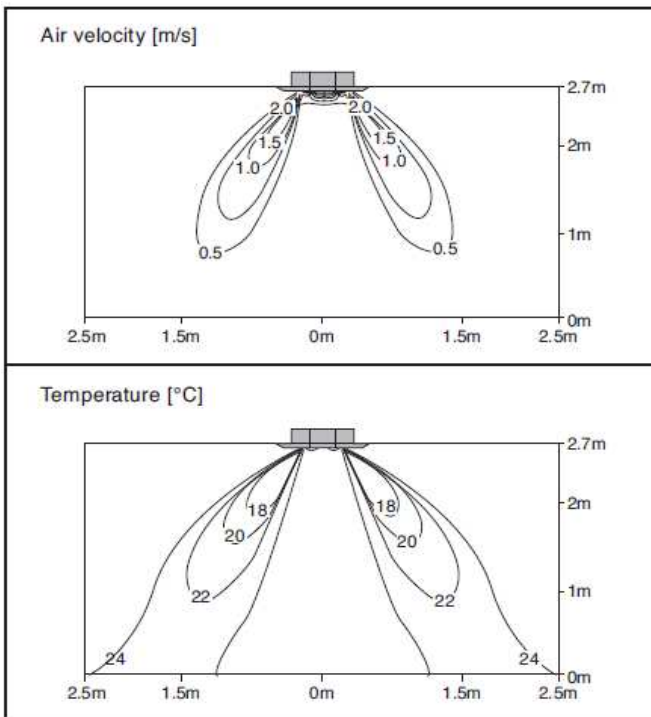 Air velocity [m/s]
2.7m
2.0 2.0
2m
1.5 1.5
1.0 1.0
1m
0.5 0.5
0m
2.5m 1.5m 0m 1.5m 2.5m
Temperature [°C]
2.7m
2m
18 18
20 20
1m
22 22
24 24
0m
2.5m 1.5m 0m 1.5m 2.5m